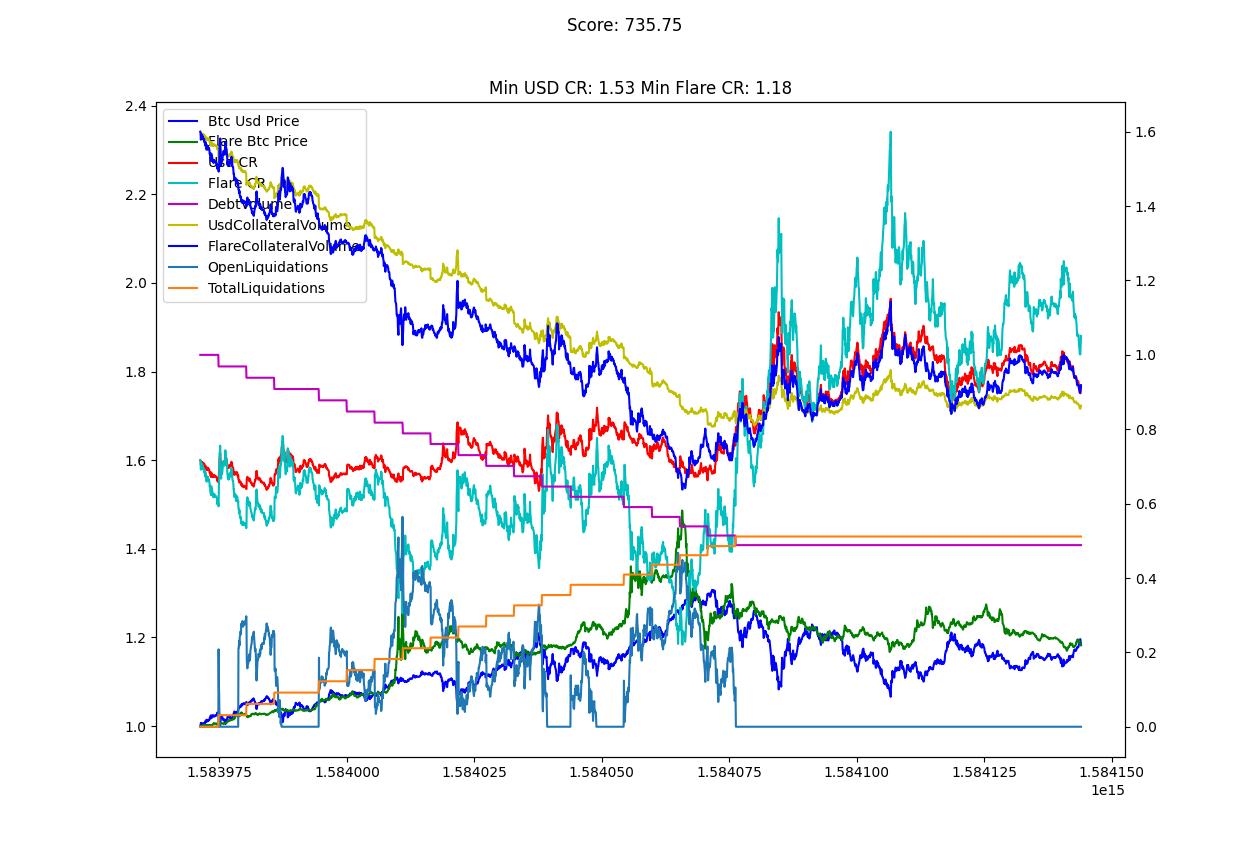 Score: 735.75
Min USD CR: 1.53 Min Flare CR: 1.18
2.4
2.2
2.0
1.8
1.6
1.4
1.2
1.0
Btc Usd Price
Flare Btc Price
Usd CR
Flare CR
DebtVolume
UsdCollateralVolume
FlareCollateralVolume
OpenLiquidations
TotalLiquidations
1.6
1.4
1.2
1.0
0.8
0.6
0.4
0.2
0.0
1.583975 1.584000 1.584025 1.584050 1.584075 1.584100 1.584125 1.584150
1e15